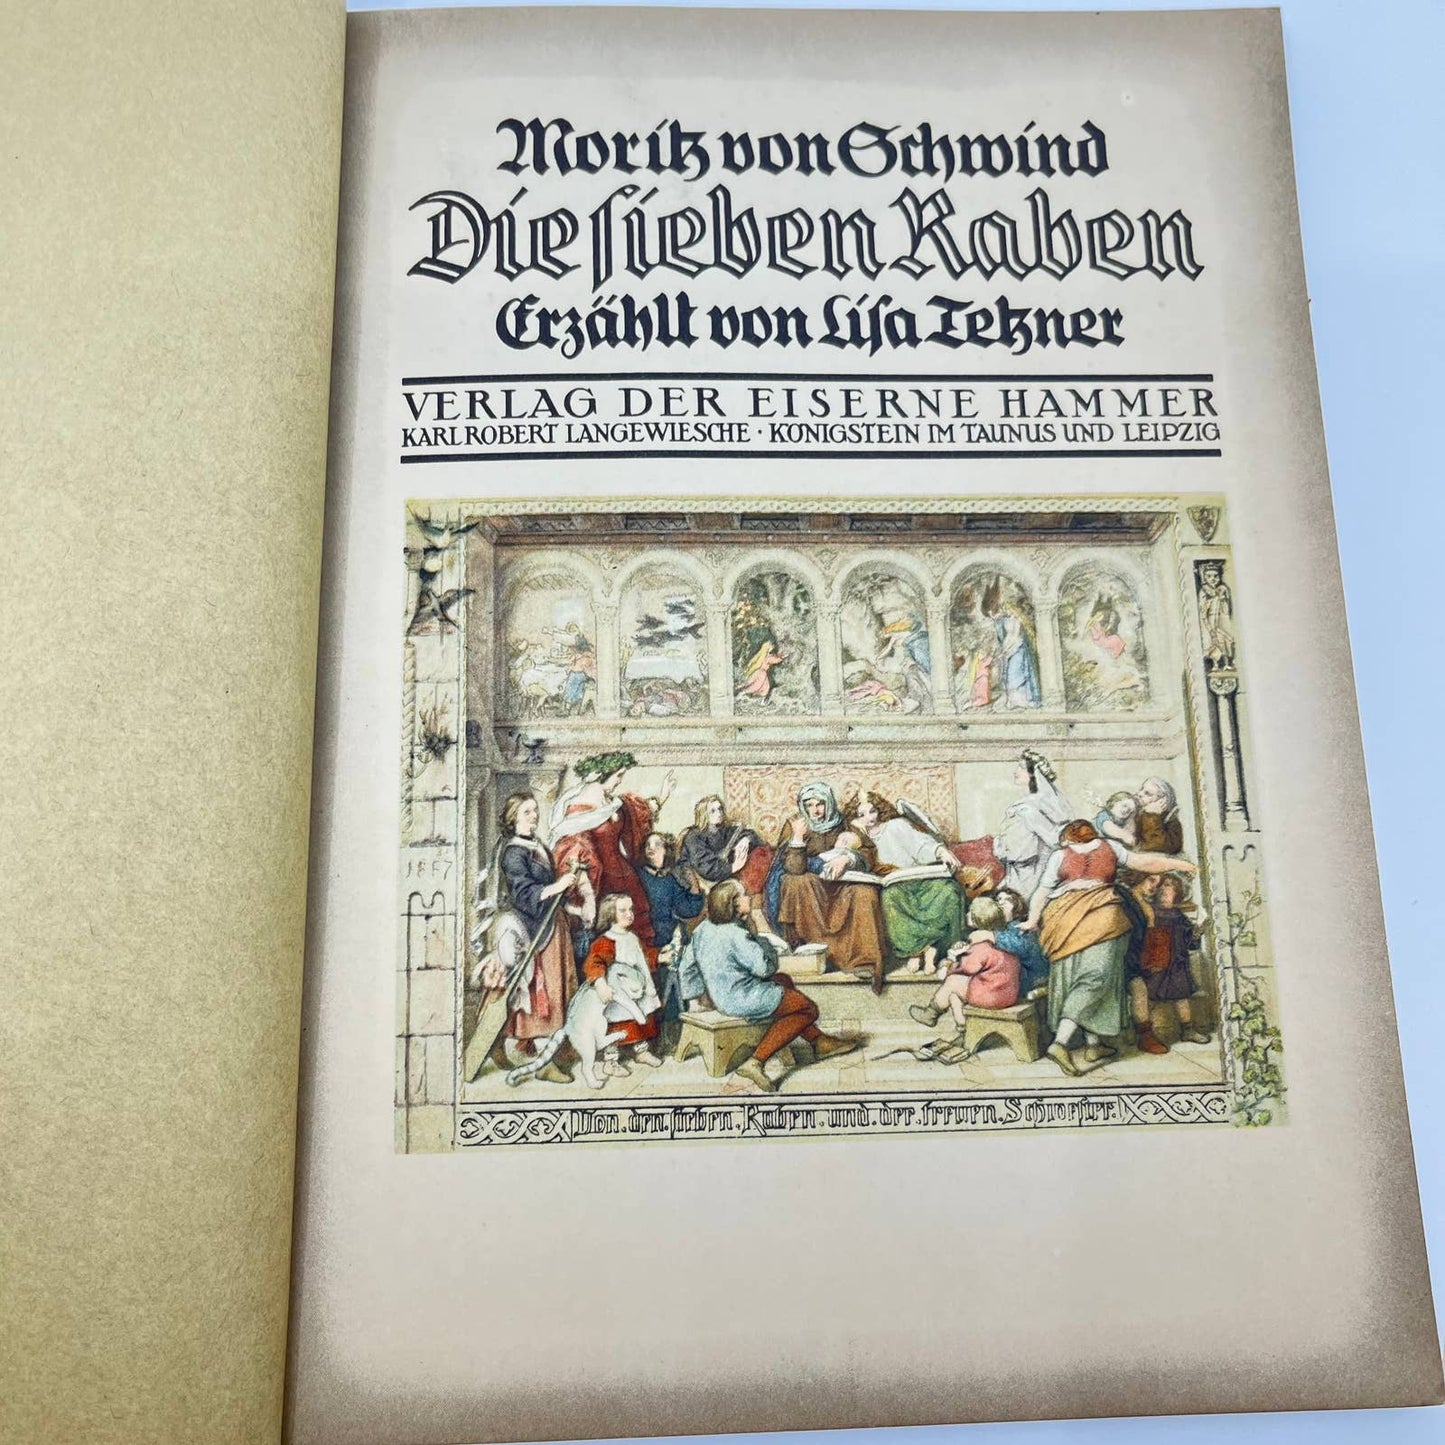 Moritz von Schwind
Die sieben Raben
Erzählt von Lisa Tetzner
VERLAG DER EISERNE HAMMER
KARL ROBERT LANGEWIESCHE · KÖNIGSTEIN IM TAUNUS UND LEIPZIG
1857
Von. den. sieben. Raben. und. der. treuen. Schwester.